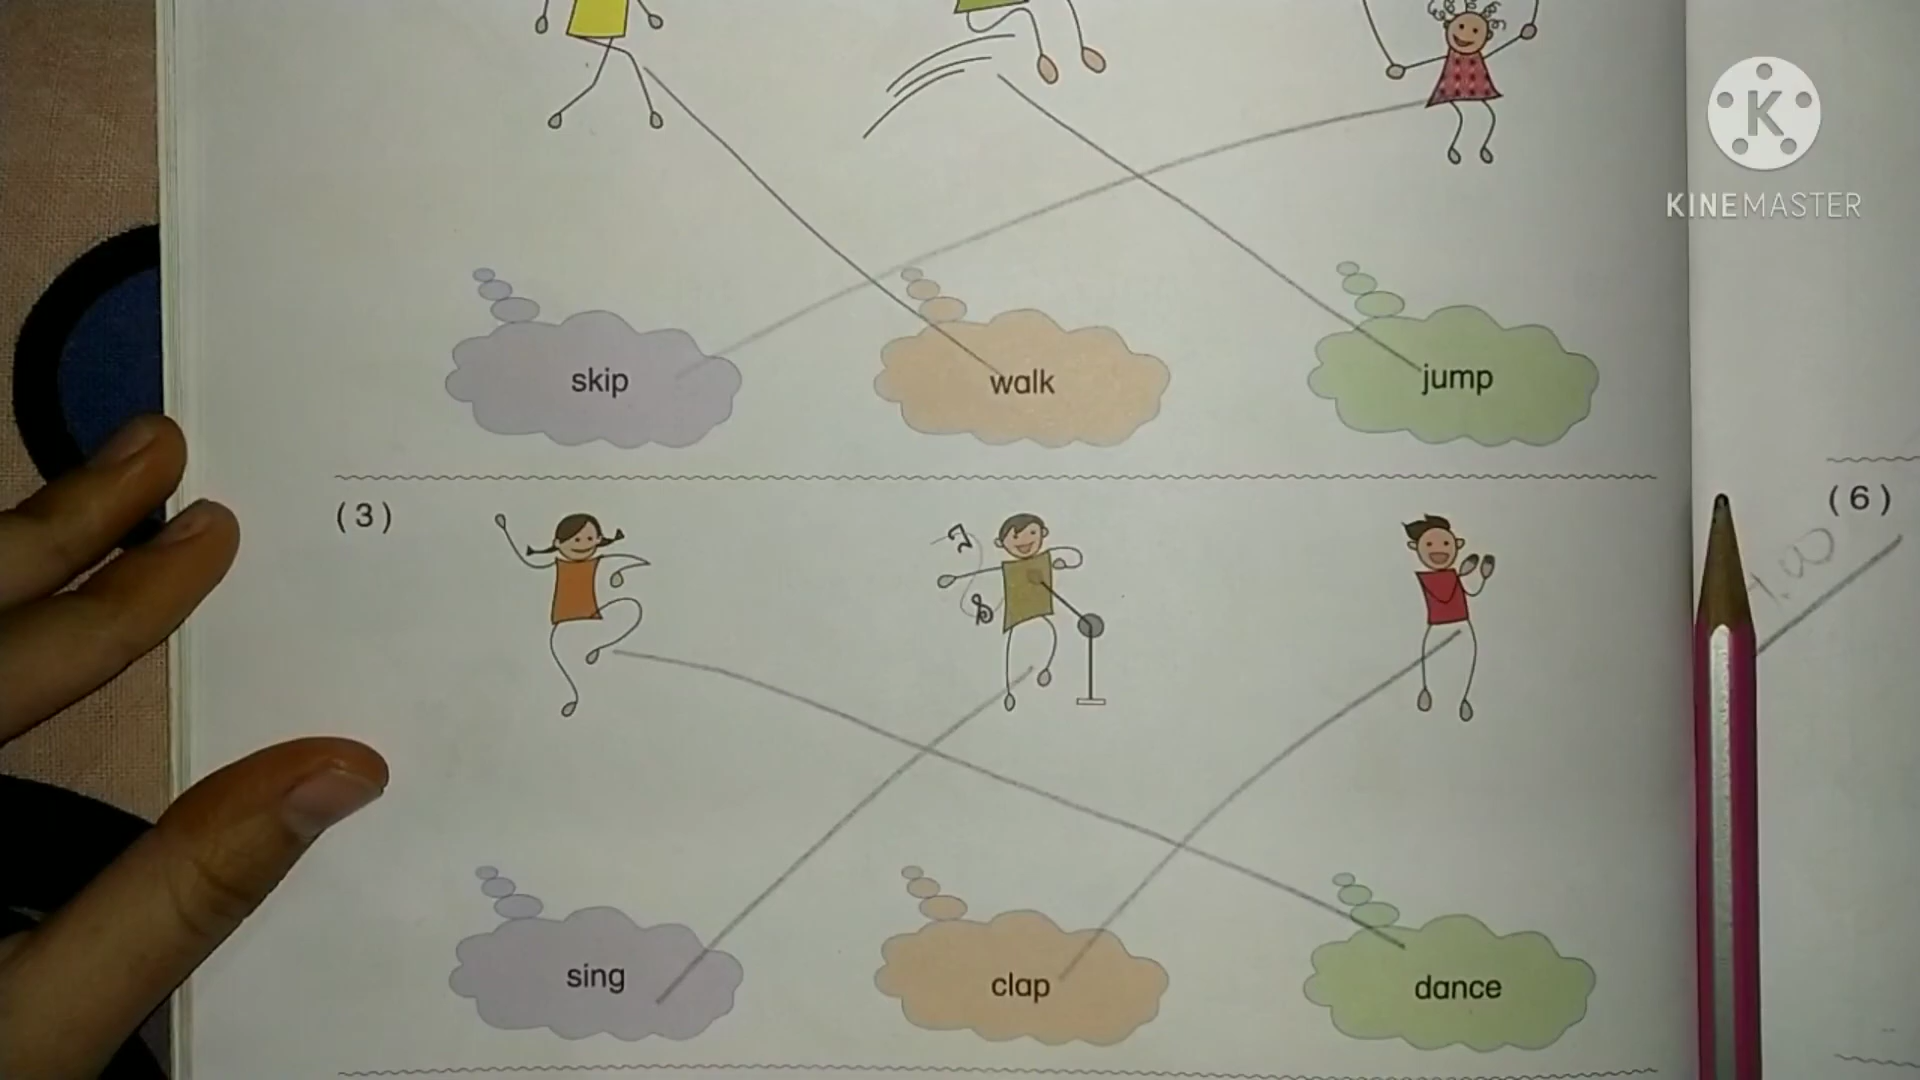 K
KINEMASTER
skip
walk
jump
(3)
(6)
sing
clap
dance